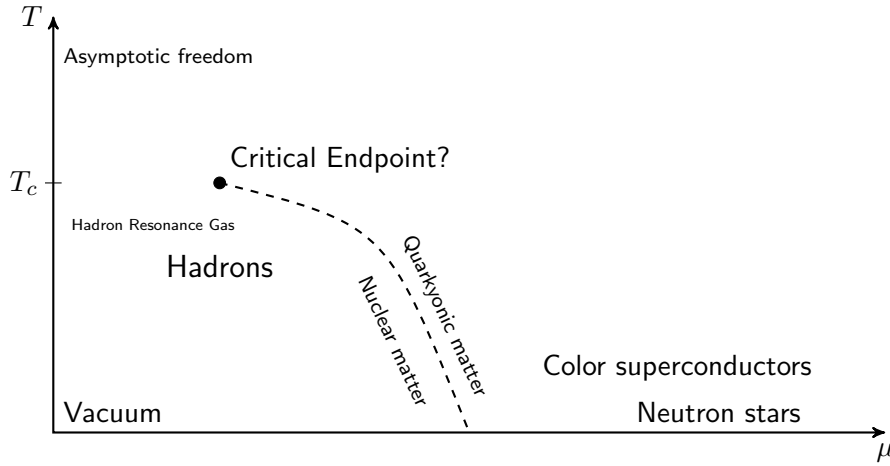 T
Asymptotic freedom
Critical Endpoint?
T_c
Hadron Resonance Gas
Hadrons
Quarkyonic matter
Nuclear matter
Color superconductors
Vacuum
Neutron stars
μ